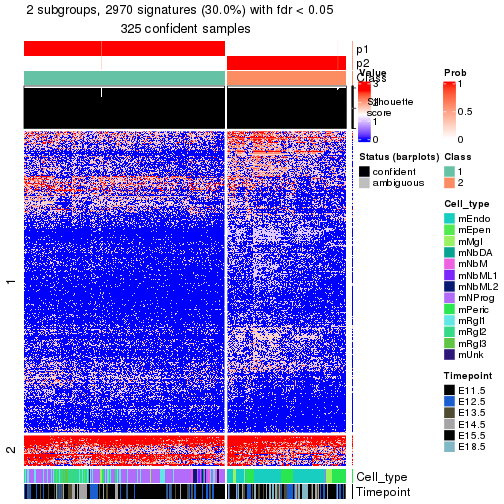 2 subgroups, 2970 signatures (30.0%) with fdr < 0.05
325 confident samples
p1
p2
Class
Silhouette
score
1
2
Cell_type
Timepoint
Value
2
1
0
Prob
1
0.5
0
Status (barplots)
confident
ambiguous
Class
1
2
Cell_type
mEndo
mEpen
mMgl
mNbDA
mNbM
mNbML1
mNbML2
mNProg
mPeric
mRgl1
mRgl2
mRgl3
mUnk
Timepoint
E11.5
E12.5
E13.5
E14.5
E15.5
E18.5